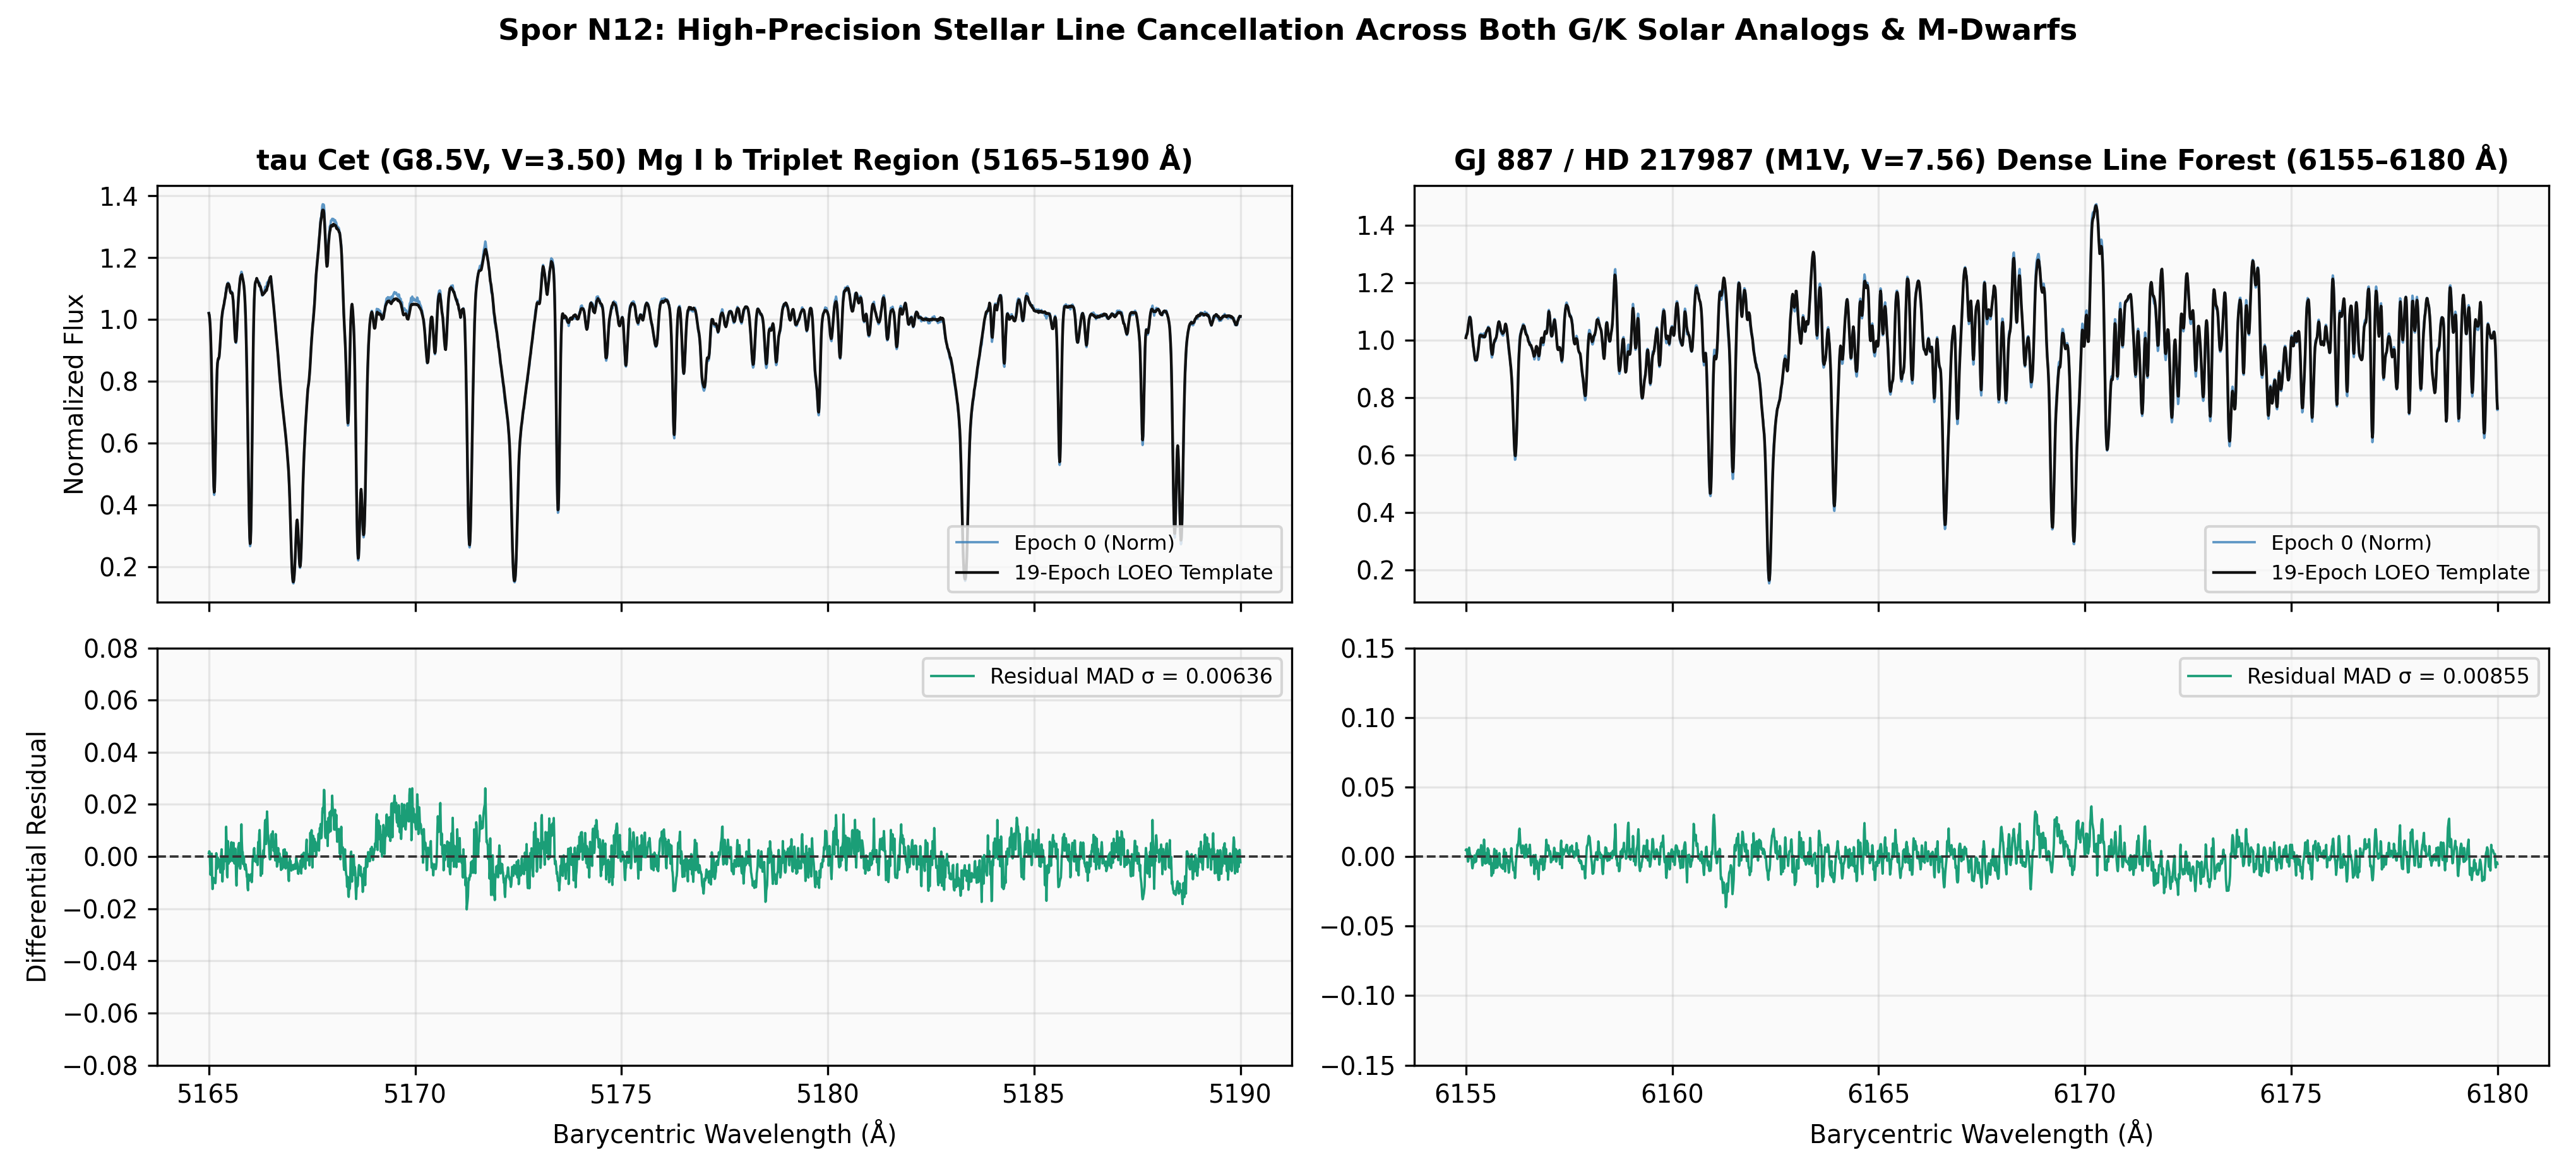 Spor N12: High-Precision Stellar Line Cancellation Across Both G/K Solar Analogs & M-Dwarfs
tau Cet (G8.5V, V=3.50) Mg I b Triplet Region (5165–5190 Å)
Normalized Flux
1.4
1.2
1.0
0.8
0.6
0.4
0.2
Epoch 0 (Norm)
19-Epoch LOEO Template
GJ 887 / HD 217987 (M1V, V=7.56) Dense Line Forest (6155–6180 Å)
1.4
1.2
1.0
0.8
0.6
0.4
0.2
Epoch 0 (Norm)
19-Epoch LOEO Template
Differential Residual
0.08
0.06
0.04
0.02
0.00
−0.02
−0.04
−0.06
−0.08
Residual MAD σ = 0.00636
5165 5170 5175 5180 5185 5190
Barycentric Wavelength (Å)
0.15
0.10
0.05
0.00
−0.05
−0.10
−0.15
Residual MAD σ = 0.00855
6155 6160 6165 6170 6175 6180
Barycentric Wavelength (Å)